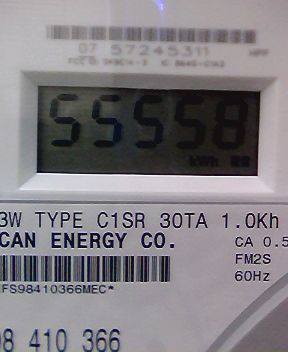 07 57245311
55558
kWh
3W TYPE C1SR 30TA 1.0Kh
CAN ENERGY CO.
CA 0.5
FM2S
60Hz
FS98410366MEC*
98 410 366